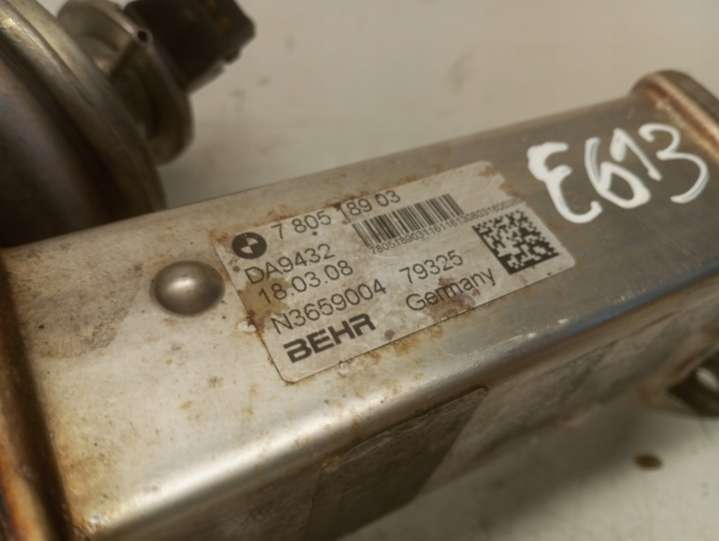 E613
7 805 189 03
DA9432
18.03.08
N3659004 79325
BEHR Germany